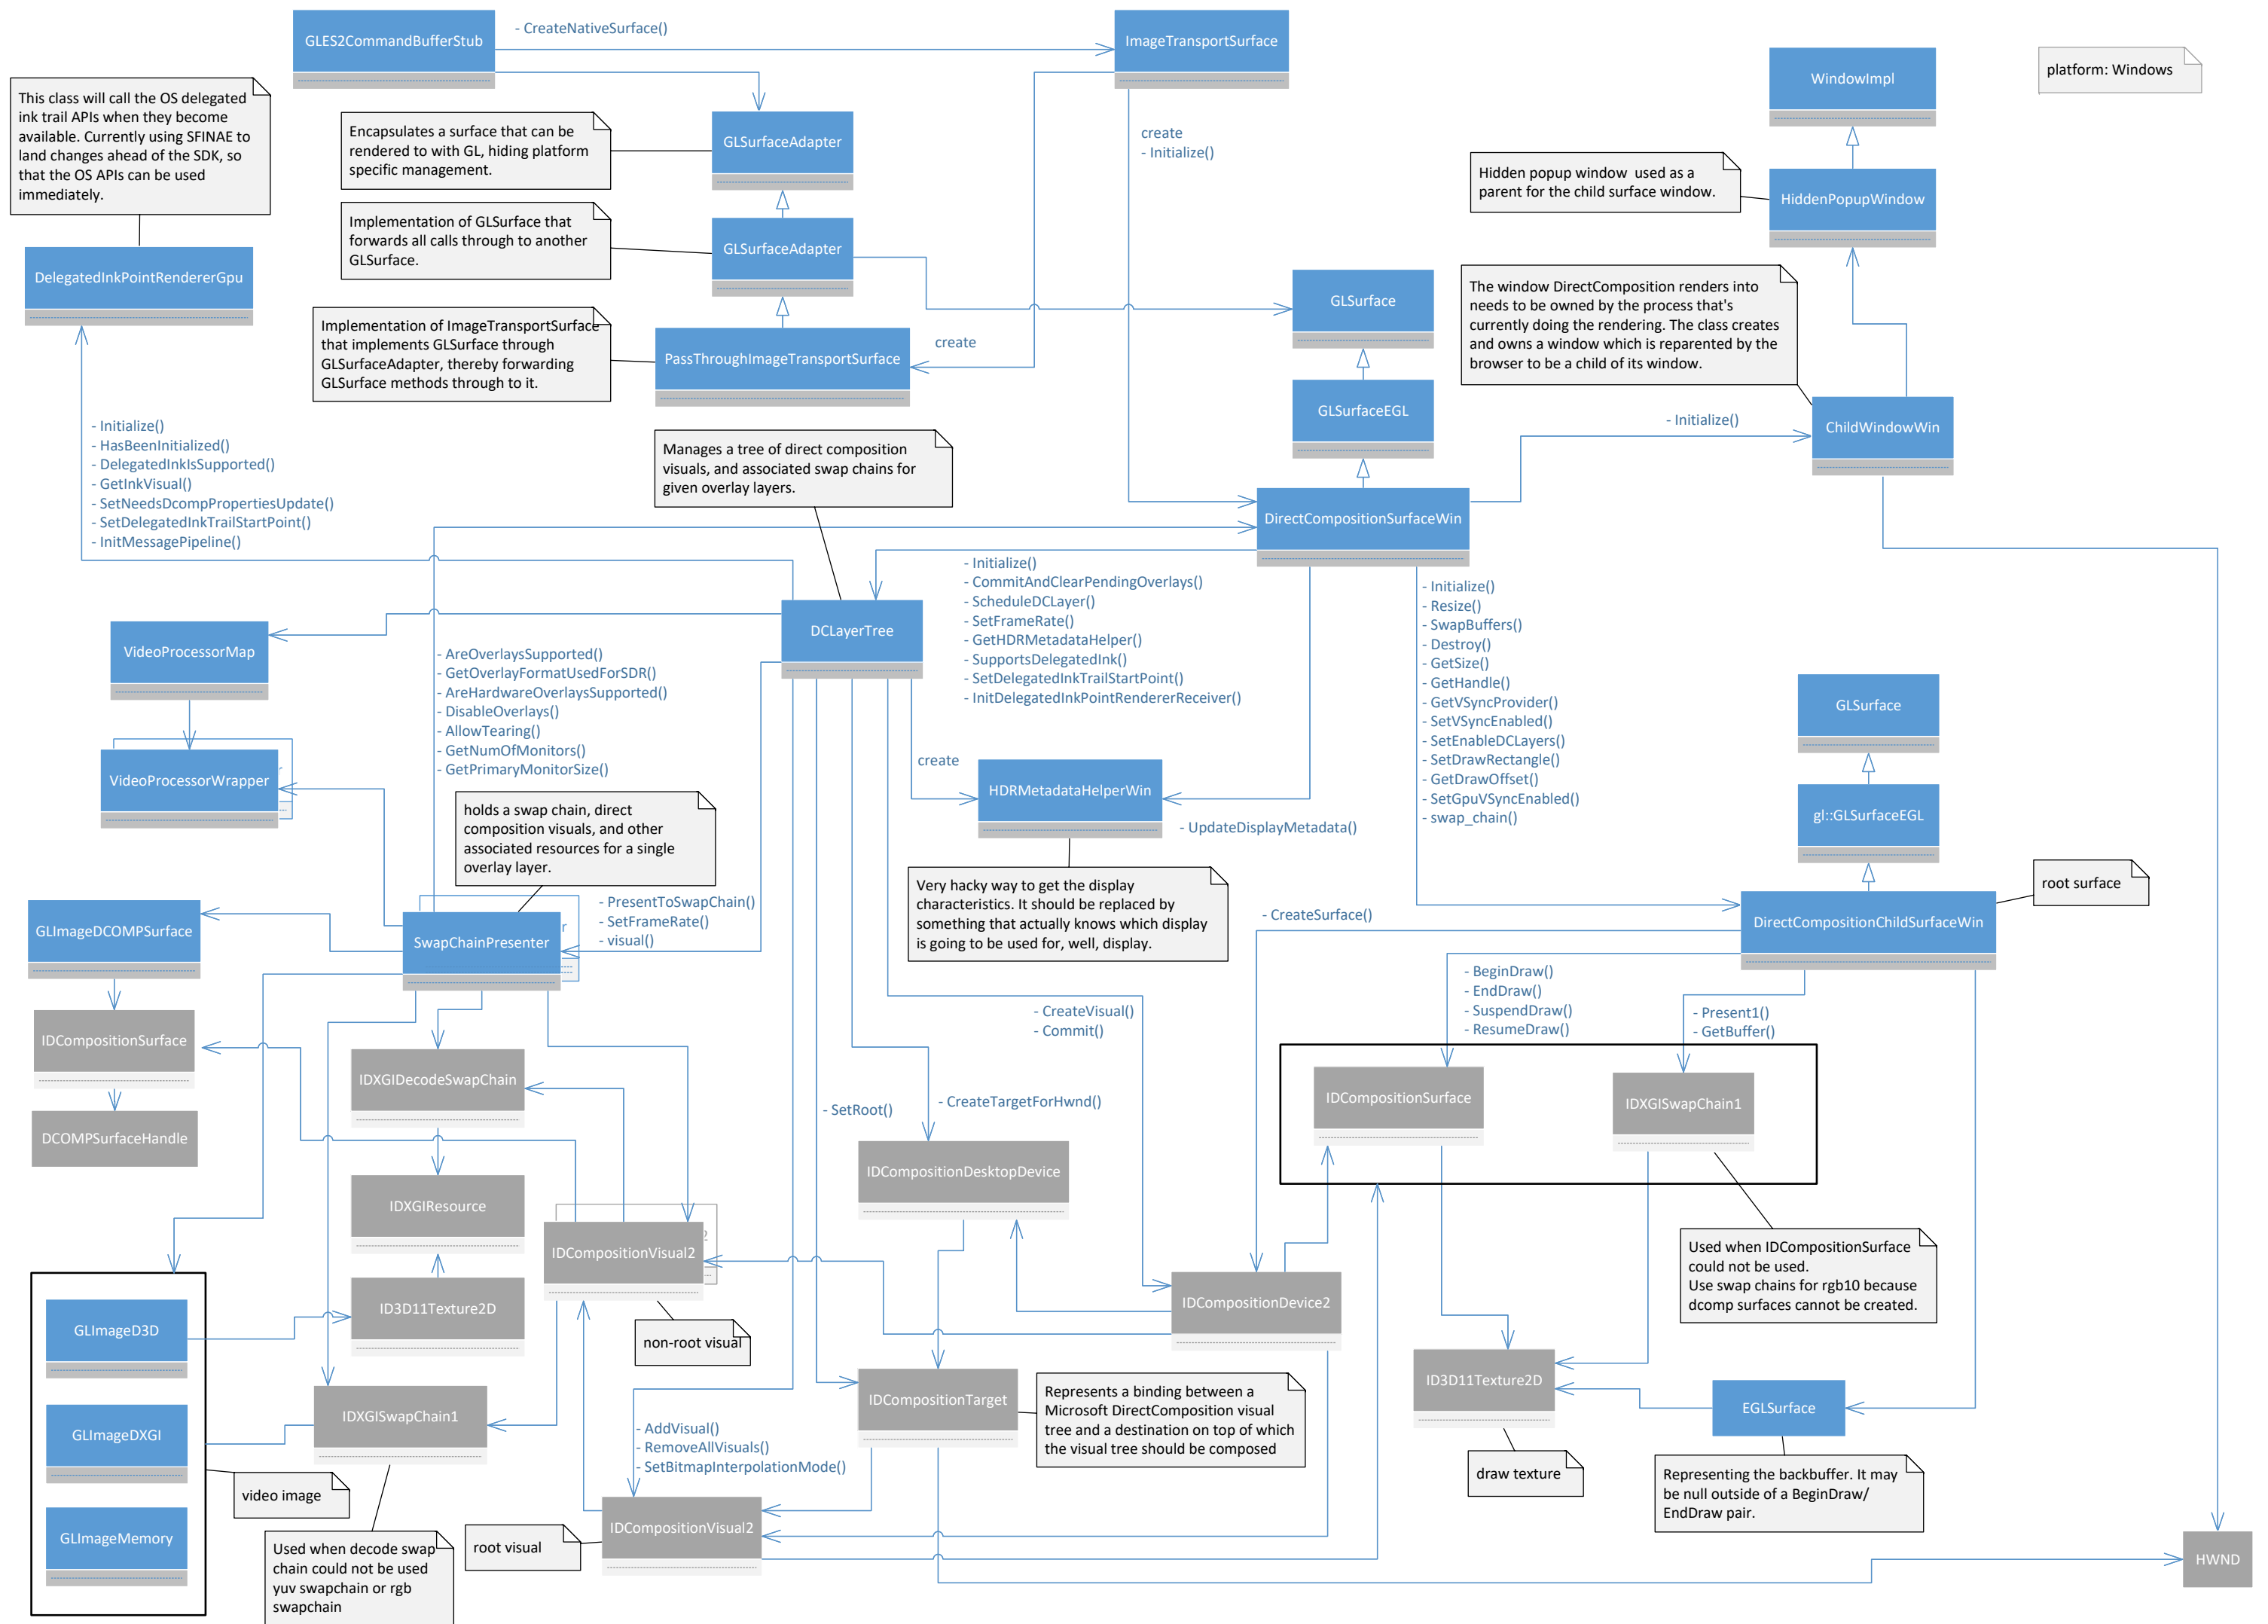 GLES2CommandBufferStub
- CreateNativeSurface()
ImageTransportSurface
WindowImpl
platform: Windows
This class will call the OS delegated
ink trail APIs when they become
available. Currently using SFINAE to
land changes ahead of the SDK, so
that the OS APIs can be used
immediately.
Encapsulates a surface that can be
rendered to with GL, hiding platform
specific management.
GLSurfaceAdapter
create
- Initialize()
Hidden popup window  used as a
parent for the child surface window.
HiddenPopupWindow
Implementation of GLSurface that
forwards all calls through to another
GLSurface.
GLSurfaceAdapter
DelegatedInkPointRendererGpu
GLSurface
The window DirectComposition renders into
needs to be owned by the process that's
currently doing the rendering. The class creates
and owns a window which is reparented by the
browser to be a child of its window.
Implementation of ImageTransportSurface
that implements GLSurface through
GLSurfaceAdapter, thereby forwarding
GLSurface methods through to it.
PassThroughImageTransportSurface
create
GLSurfaceEGL
- Initialize()
ChildWindowWin
- Initialize()
- HasBeenInitialized()
- DelegatedInkIsSupported()
- GetInkVisual()
- SetNeedsDcompPropertiesUpdate()
- SetDelegatedInkTrailStartPoint()
- InitMessagePipeline()
Manages a tree of direct composition
visuals, and associated swap chains for
given overlay layers.
DirectCompositionSurfaceWin
- Initialize()
- CommitAndClearPendingOverlays()
- ScheduleDCLayer()
- SetFrameRate()
- GetHDRMetadataHelper()
- SupportsDelegatedInk()
- SetDelegatedInkTrailStartPoint()
- InitDelegatedInkPointRendererReceiver()
- Initialize()
- Resize()
- SwapBuffers()
- Destroy()
- GetSize()
- GetHandle()
- GetVSyncProvider()
- SetVSyncEnabled()
- SetEnableDCLayers()
- SetDrawRectangle()
- GetDrawOffset()
- SetGpuVSyncEnabled()
- swap_chain()
VideoProcessorMap
DCLayerTree
- AreOverlaysSupported()
- GetOverlayFormatUsedForSDR()
- AreHardwareOverlaysSupported()
- DisableOverlays()
- AllowTearing()
- GetNumOfMonitors()
- GetPrimaryMonitorSize()
GLSurface
VideoProcessorWrapper
create
HDRMetadataHelperWin
- UpdateDisplayMetadata()
gl::GLSurfaceEGL
holds a swap chain, direct
composition visuals, and other
associated resources for a single
overlay layer.
Very hacky way to get the display
characteristics. It should be replaced by
something that actually knows which display
is going to be used for, well, display.
root surface
GLImageDCOMPSurface
SwapChainPresenter
r
- PresentToSwapChain()
- SetFrameRate()
- visual()
- CreateSurface()
DirectCompositionChildSurfaceWin
- BeginDraw()
- EndDraw()
- SuspendDraw()
- ResumeDraw()
- Present1()
- GetBuffer()
- CreateVisual()
- Commit()
IDCompositionSurface
IDXGIDecodeSwapChain
IDCompositionSurface
IDXGISwapChain1
- SetRoot()
- CreateTargetForHwnd()
DCOMPSurfaceHandle
IDCompositionDesktopDevice
IDXGIResource
IDCompositionVisual2
2
Used when IDCompositionSurface
could not be used.
Use swap chains for rgb10 because
dcomp surfaces cannot be created.
GLImageD3D
ID3D11Texture2D
non-root visual
IDCompositionDevice2
ID3D11Texture2D
IDXGISwapChain1
IDCompositionTarget
Represents a binding between a
Microsoft DirectComposition visual
tree and a destination on top of which
the visual tree should be composed
EGLSurface
GLImageDXGI
- AddVisual()
- RemoveAllVisuals()
- SetBitmapInterpolationMode()
draw texture
Representing the backbuffer. It may
be null outside of a BeginDraw/
EndDraw pair.
video image
GLImageMemory
Used when decode swap
chain could not be used
yuv swapchain or rgb
swapchain
root visual
IDCompositionVisual2
HWND